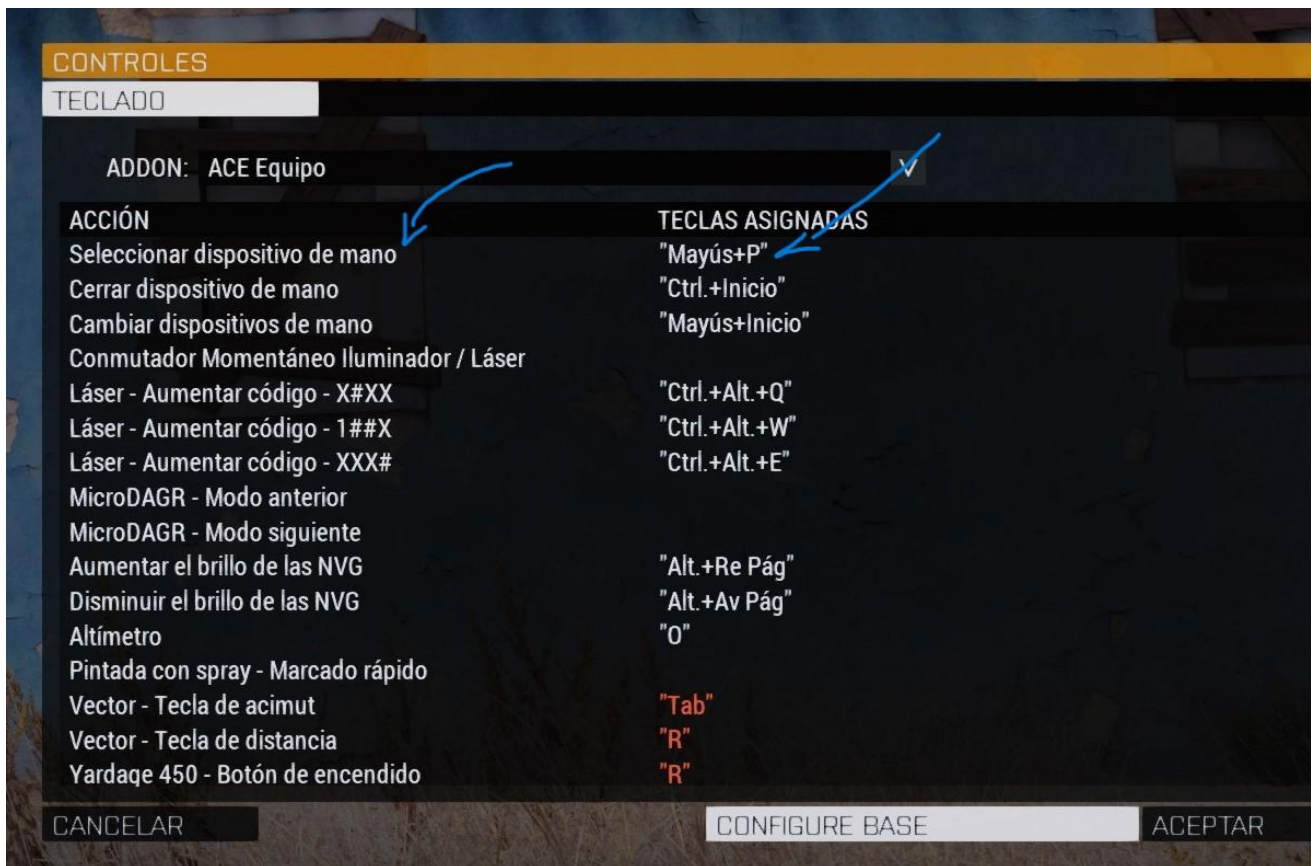 CONTROLES
TECLADO
ADDON: ACE Equipo
ACCIÓN TECLAS ASIGNADAS
Seleccionar dispositivo de mano "Mayús+P"
Cerrar dispositivo de mano "Ctrl.+Inicio"
Cambiar dispositivos de mano "Mayús+Inicio"
Conmutador Momentáneo Iluminador / Láser
Láser - Aumentar código - X#XX "Ctrl.+Alt.+Q"
Láser - Aumentar código - 1##X "Ctrl.+Alt.+W"
Láser - Aumentar código - XXX# "Ctrl.+Alt.+E"
MicroDAGR - Modo anterior
MicroDAGR - Modo siguiente
Aumentar el brillo de las NVG "Alt.+Re Pág"
Disminuir el brillo de las NVG "Alt.+Av Pág"
Altímetro "O"
Pintada con spray - Marcado rápido
Vector - Tecla de acimut "Tab"
Vector - Tecla de distancia "R"
Yardage 450 - Botón de encendido "R"
CANCELAR CONFIGURE BASE ACEPTAR